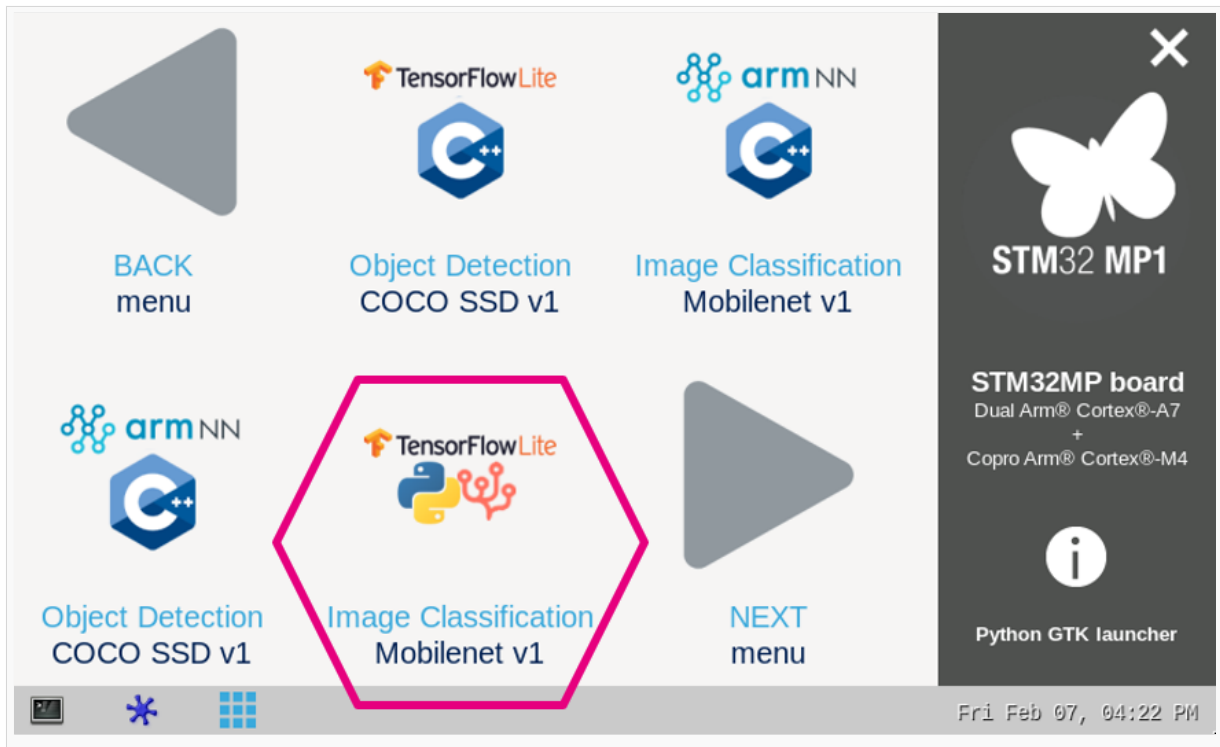 TensorFlowLite
arm NN
C++
C++
BACK
menu
Object Detection
COCO SSD v1
Image Classification
Mobilenet v1
arm NN
C++
TensorFlowLite
Object Detection
COCO SSD v1
Image Classification
Mobilenet v1
NEXT
menu
STM32 MP1
STM32MP board
Dual Arm® Cortex®-A7
+
Copro Arm® Cortex®-M4
i
Python GTK launcher
Fri Feb 07, 04:22 PM